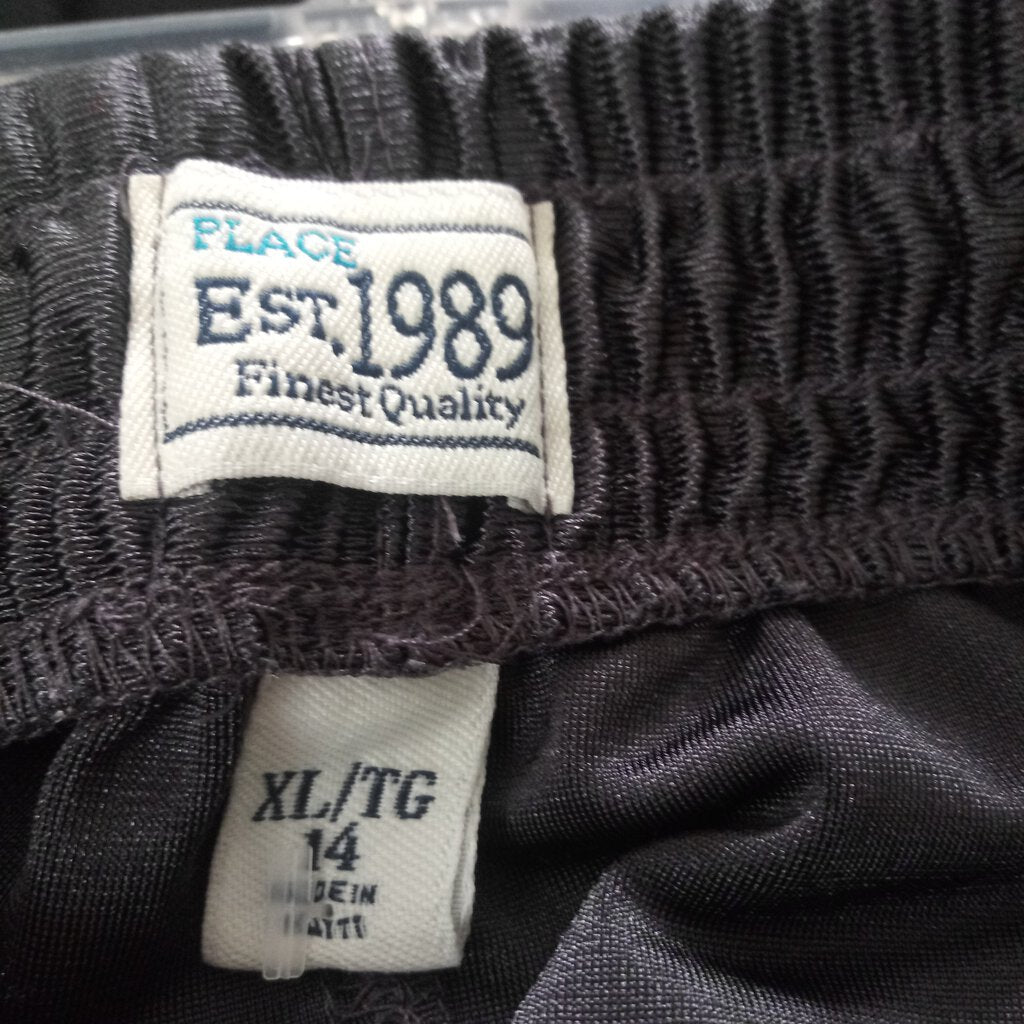 PLACE
EST. 1989
Finest Quality
XL/TG
14
MADE IN
HAITI